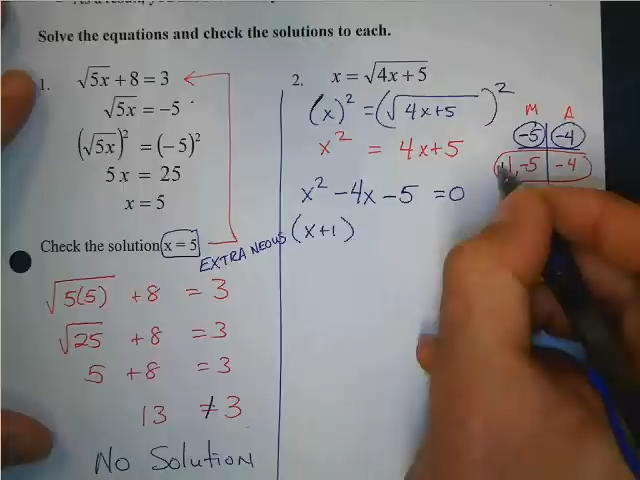 Solve the equations and check the solutions to each.
1. √5x + 8 = 3
√5x = -5
(√5x)² = (-5)²
5x = 25
x = 5
Check the solution x = 5
EXTRANEOUS
√5(5) + 8 = 3
√25 + 8 = 3
5 + 8 = 3
13 ≠ 3
No Solution
2. x = √4x + 5
(x)² = (√4x+5)²
x² = 4x+5
x² - 4x - 5 = 0
(x+1)
M A
-5 -4
+1, -5 -4